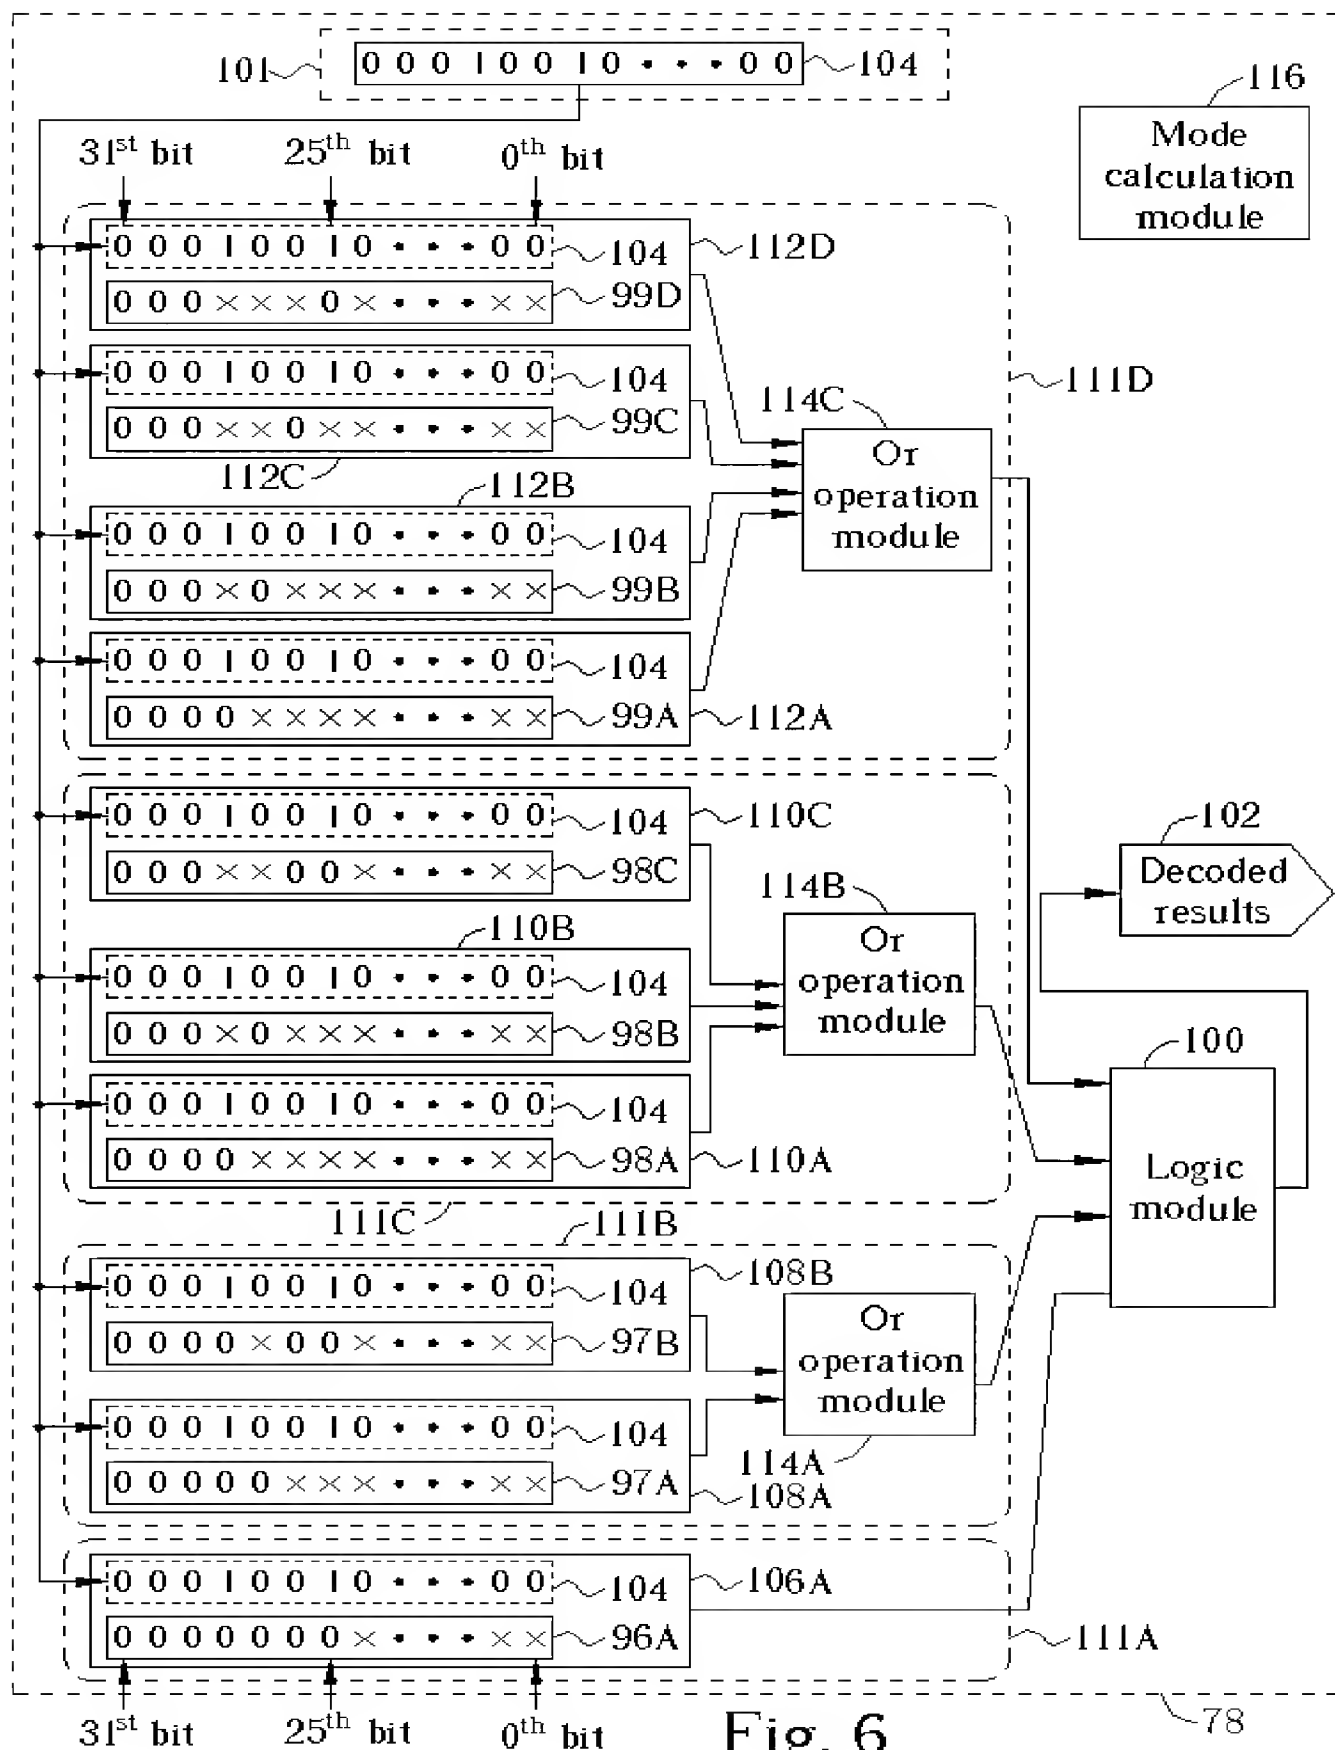 101
0 0 0 1 0 0 1 0 • • • 0 0
104
116
Mode
calculation
module
31st bit
25th bit
0th bit
0 0 0 1 0 0 1 0 • • • 0 0
104
112D
0 0 0 × × × 0 × • • • × ×
99D
0 0 0 1 0 0 1 0 • • • 0 0
104
111D
0 0 0 × × 0 × × • • • × ×
99C
112C
114C
Or
operation
module
112B
0 0 0 1 0 0 1 0 • • • 0 0
104
0 0 0 × 0 × × × • • • × ×
99B
0 0 0 1 0 0 1 0 • • • 0 0
104
0 0 0 0 × × × × • • • × ×
99A
112A
0 0 0 1 0 0 1 0 • • • 0 0
104
110C
0 0 0 × × 0 0 × • • • × ×
98C
114B
Or
operation
module
102
Decoded
results
110B
0 0 0 1 0 0 1 0 • • • 0 0
104
0 0 0 × 0 × × × • • • × ×
98B
0 0 0 1 0 0 1 0 • • • 0 0
104
0 0 0 0 × × × × • • • × ×
98A
110A
100
Logic
module
111C
111B
0 0 0 1 0 0 1 0 • • • 0 0
104
108B
0 0 0 0 × 0 0 × • • • × ×
97B
Or
operation
module
114A
0 0 0 1 0 0 1 0 • • • 0 0
104
0 0 0 0 0 × × × • • • × ×
97A
108A
0 0 0 1 0 0 1 0 • • • 0 0
104
106A
0 0 0 0 0 0 0 × • • • × ×
96A
111A
31st bit
25th bit
0th bit
78
Fig. 6